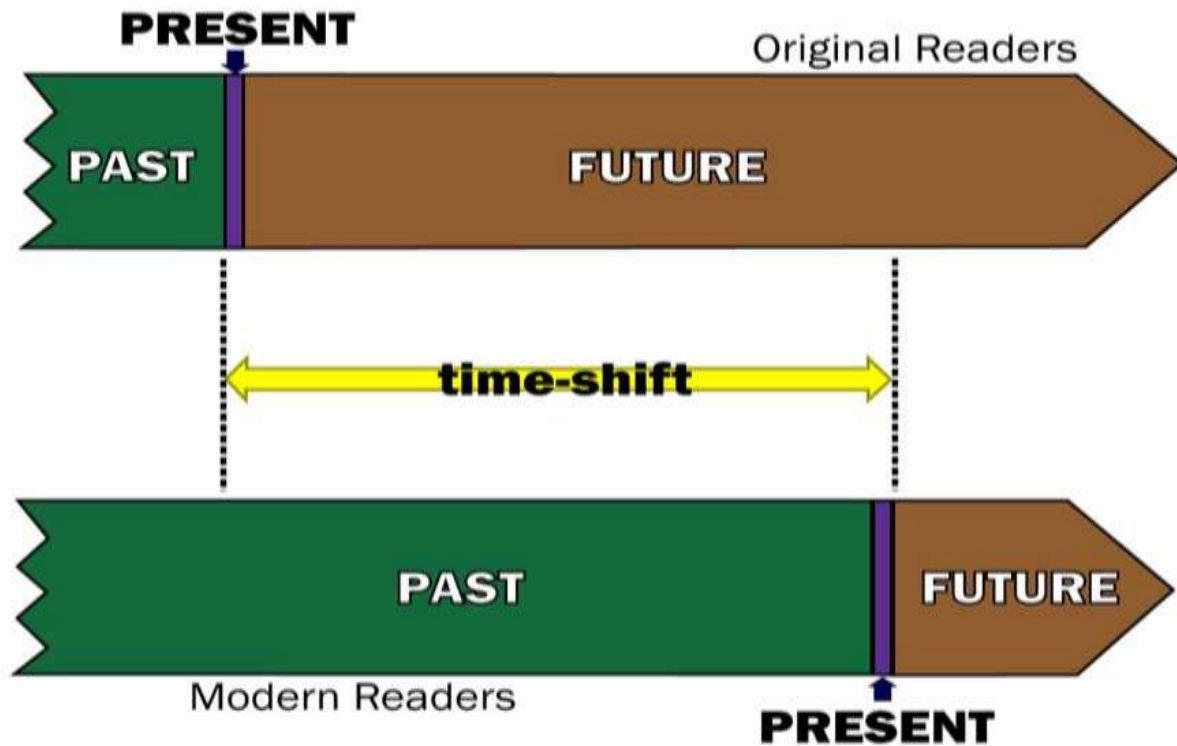 PRESENT
Original Readers
PAST
FUTURE
time-shift
PAST
FUTURE
Modern Readers
PRESENT